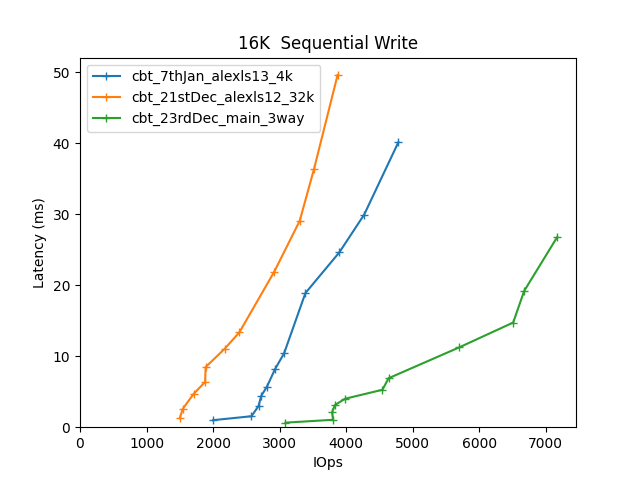 16K  Sequential Write
cbt_7thJan_alexls13_4k
cbt_21stDec_alexls12_32k
cbt_23rdDec_main_3way
Latency (ms)
50
40
30
20
10
0
0 1000 2000 3000 4000 5000 6000 7000
IOps